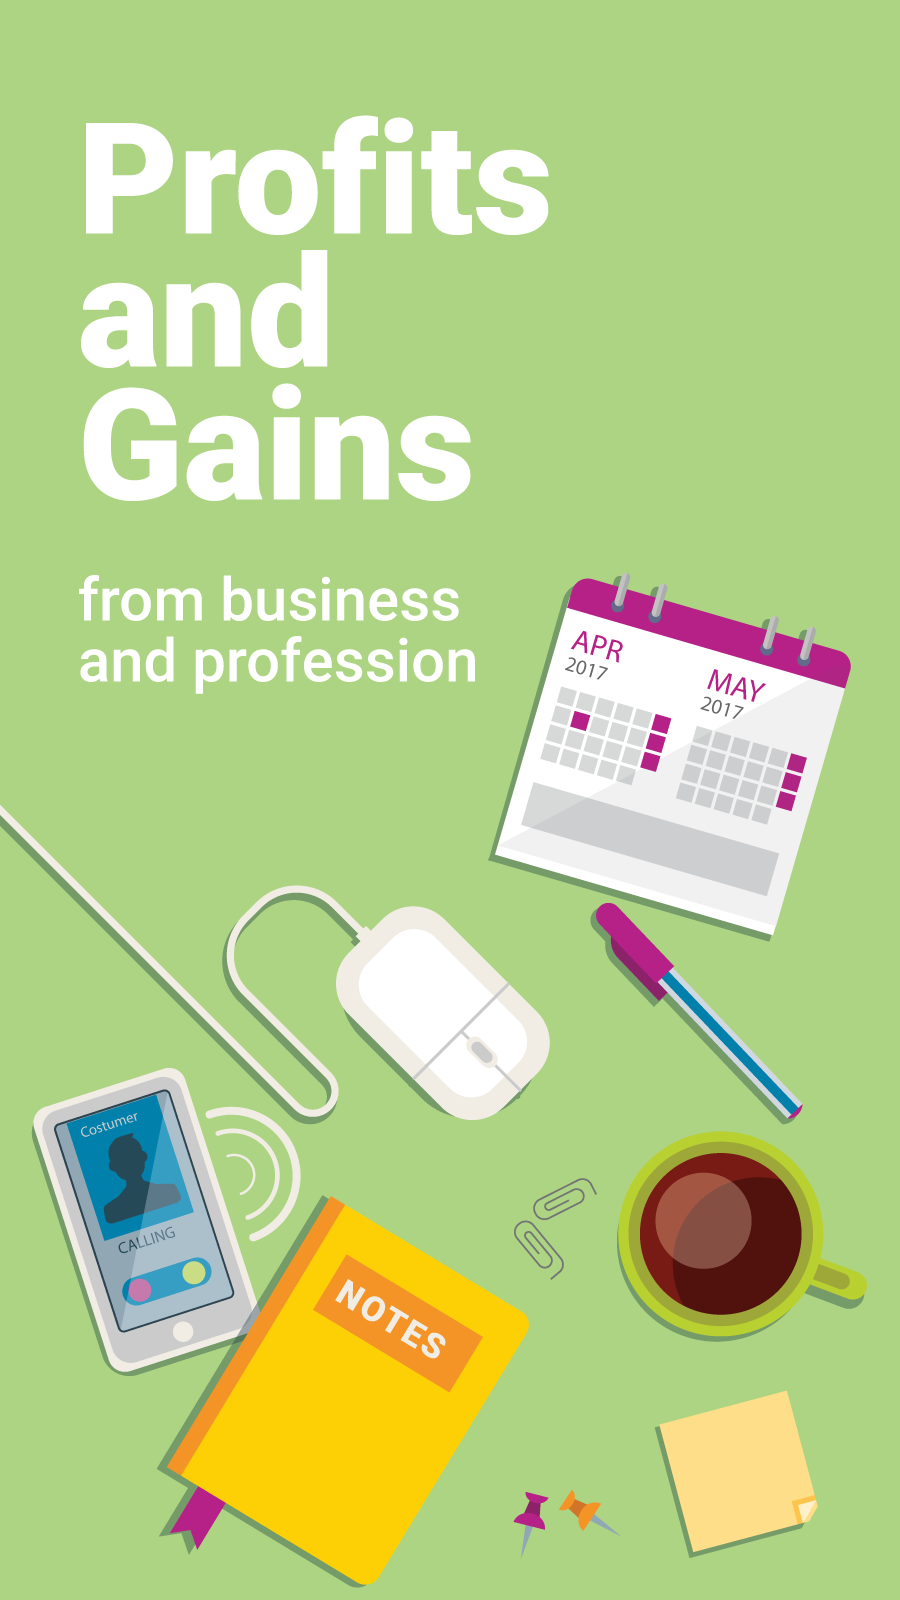 Profits
and
Gains
from business
and profession
APR
2017
MAY
2017
Costumer
CALLING
NOTES